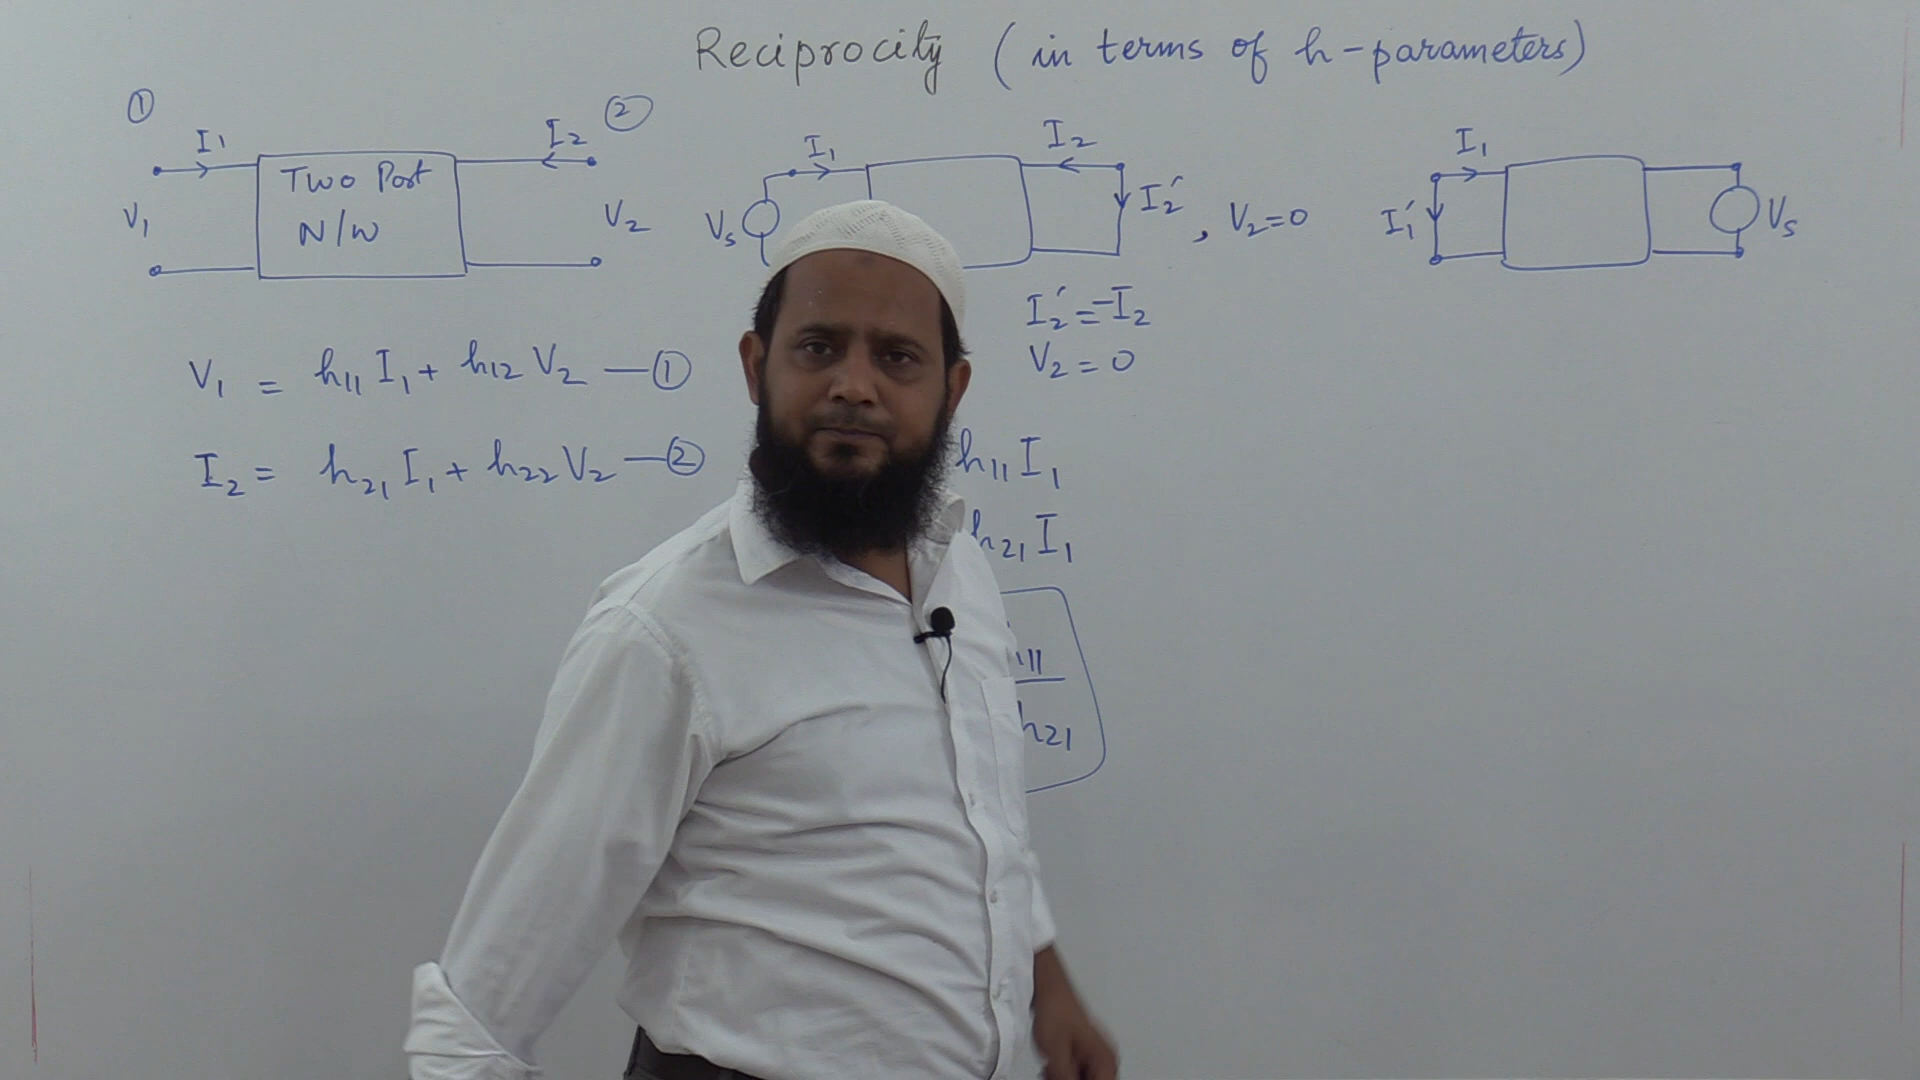 Reciprocity (in terms of h-parameters)
① I1 I2 ②
Two Port
N/W
V1 V2
I1 I2
Vs I2′ , V2=0
I1
I1′ Vs
I2′ = -I2
V2 = 0
V1 = h11 I1 + h12 V2 —①
I2 = h21 I1 + h22 V2 —②
h11 I1
h21 I1
h21